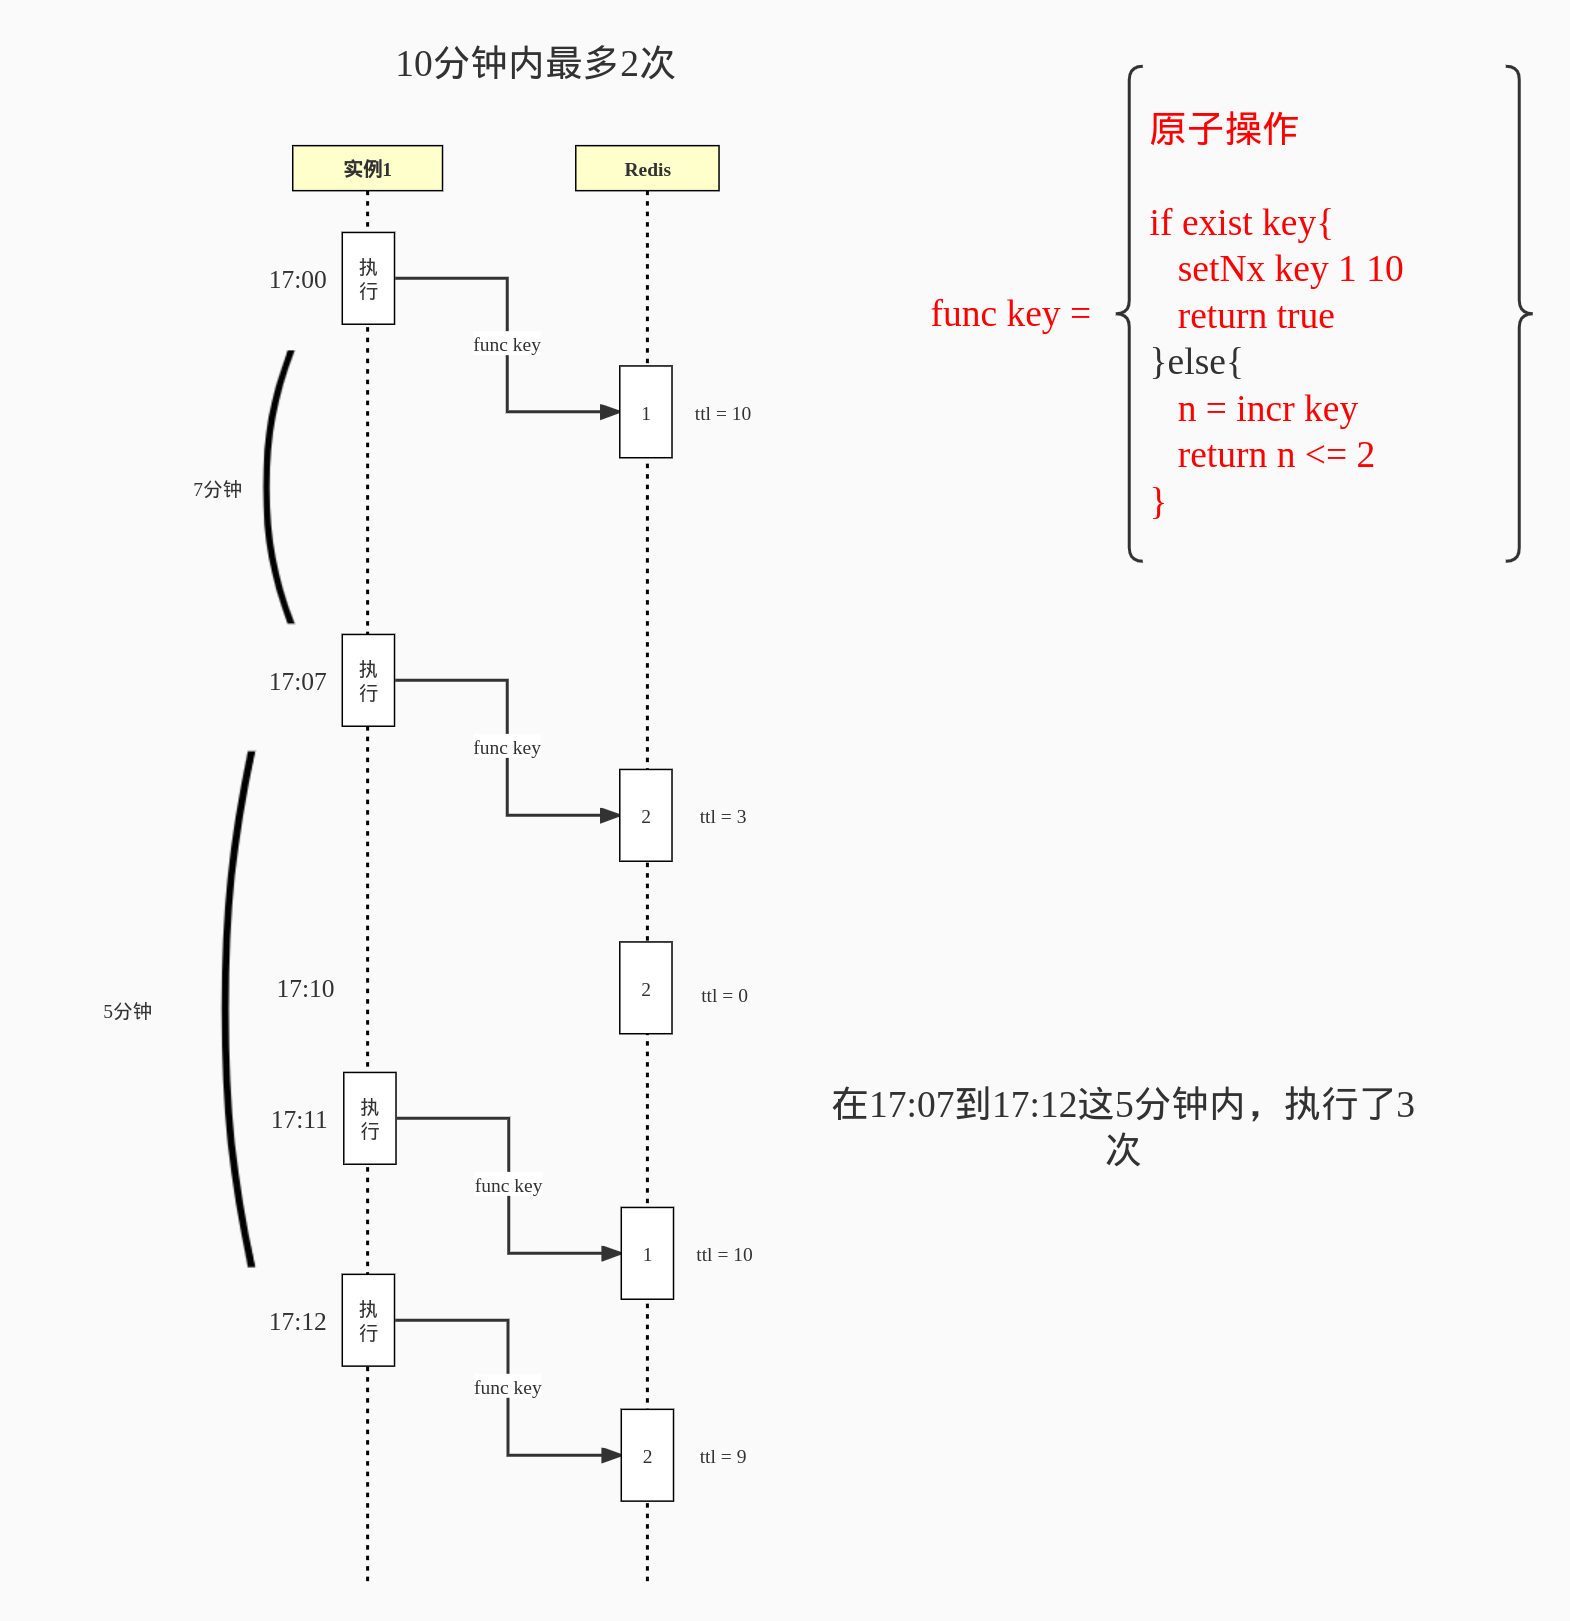 10分钟内最多2次
实例1
Redis
17:00
执
行
func key
1
ttl = 10
7分钟
17:07
执
行
func key
2
ttl = 3
5分钟
17:10
2
ttl = 0
17:11
执
行
func key
1
ttl = 10
17:12
执
行
func key
2
ttl = 9
func key =
原子操作
if exist key{
setNx key 1 10
return true
}else{
n = incr key
return n <= 2
}
在17:07到17:12这5分钟内，执行了3
次